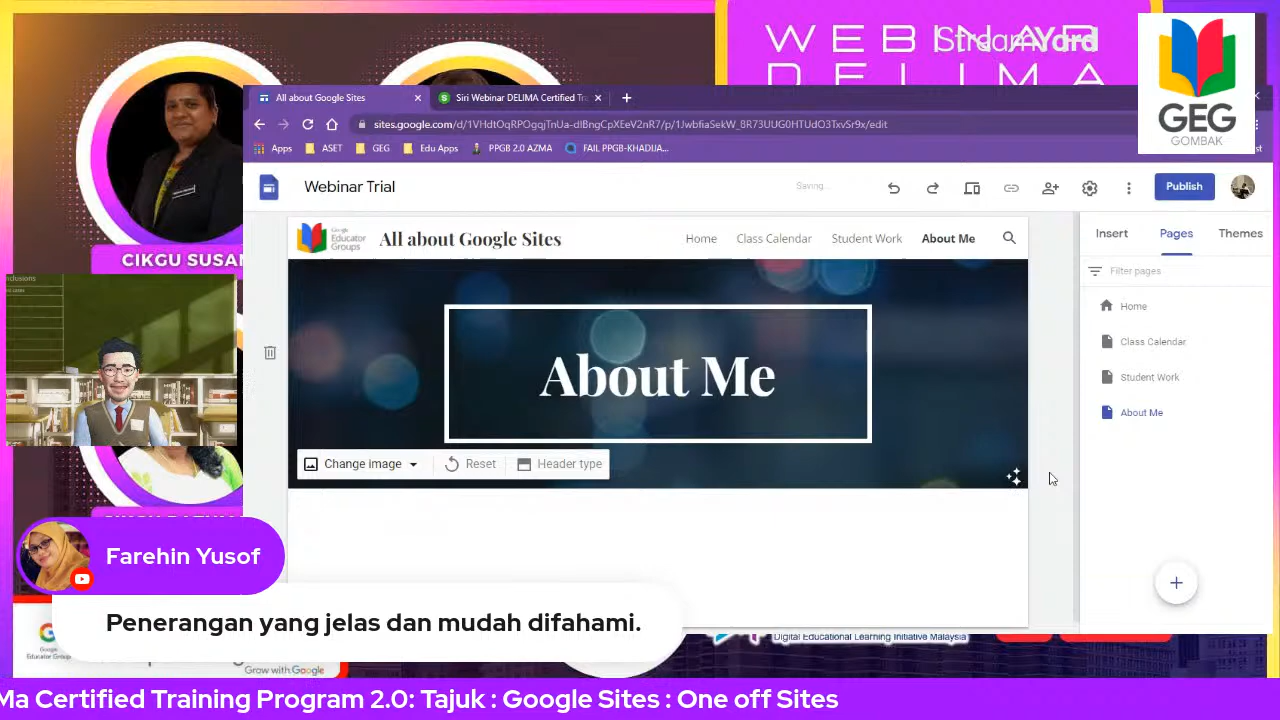 WEBINAR
DELIMA
StreamYard
GEG
GOMBAK
All about Google Sites
Siri Webinar DELIMA Certified Tr
sites.google.com/d/1VHdtOqRPOgqjTnUa-dIBngCpXEeV2nR7/p/1JwbfiaSekW_8R73UUG0HTUdO3TxvSr9x/edit
Apps
ASET
GEG
Edu Apps
PPGB 2.0 AZMA
FAIL PPGB-KHADIJA...
Webinar Trial
Saving...
Publish
Google
Educator
Groups
All about Google Sites
Home
Class Calendar
Student Work
About Me
Insert
Pages
Themes
Filter pages
Home
Class Calendar
Student Work
About Me
About Me
Change image
Reset
Header type
CIKGU SUSAN
Farehin Yusof
Penerangan yang jelas dan mudah difahami.
Google
Educator Group
Grow with Google
Digital Educational Learning Initiative Malaysia
Ma Certified Training Program 2.0: Tajuk : Google Sites : One off Sites